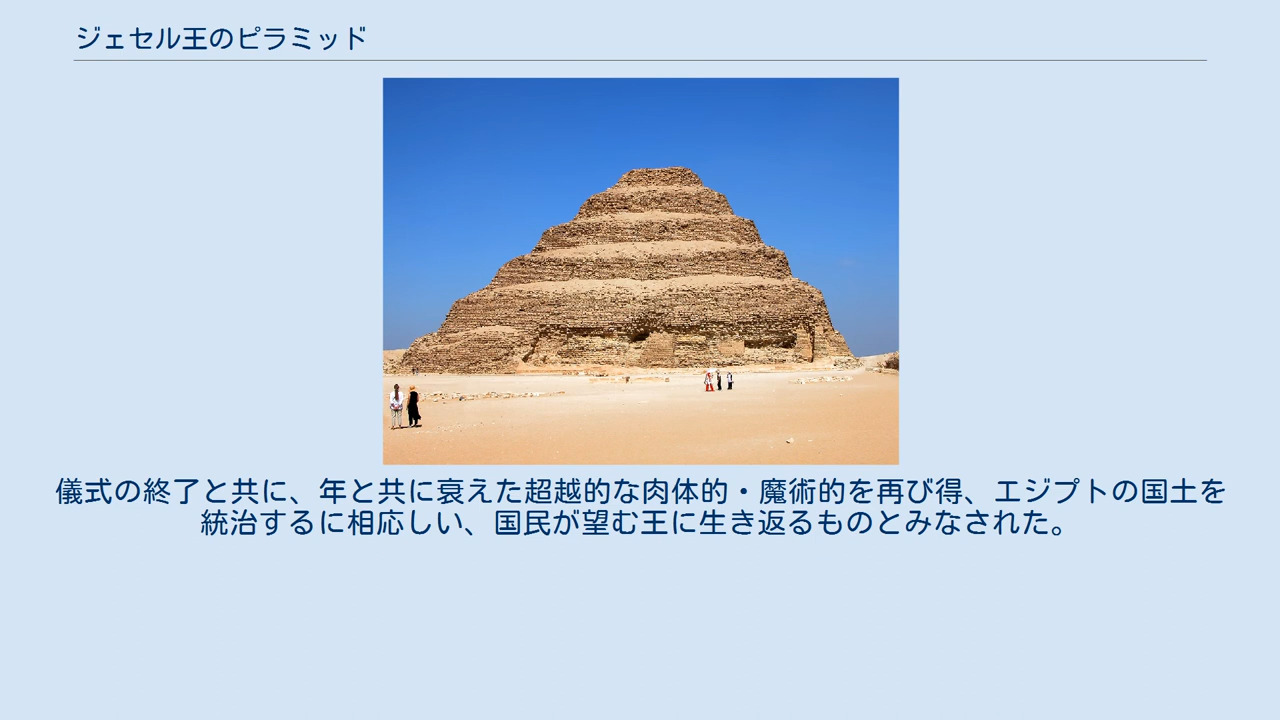 ジェセル王のピラミッド
儀式の終了と共に、年と共に衰えた超越的な肉体的・魔術的を再び得、エジプトの国土を
統治するに相応しい、国民が望む王に生き返るものとみなされた。